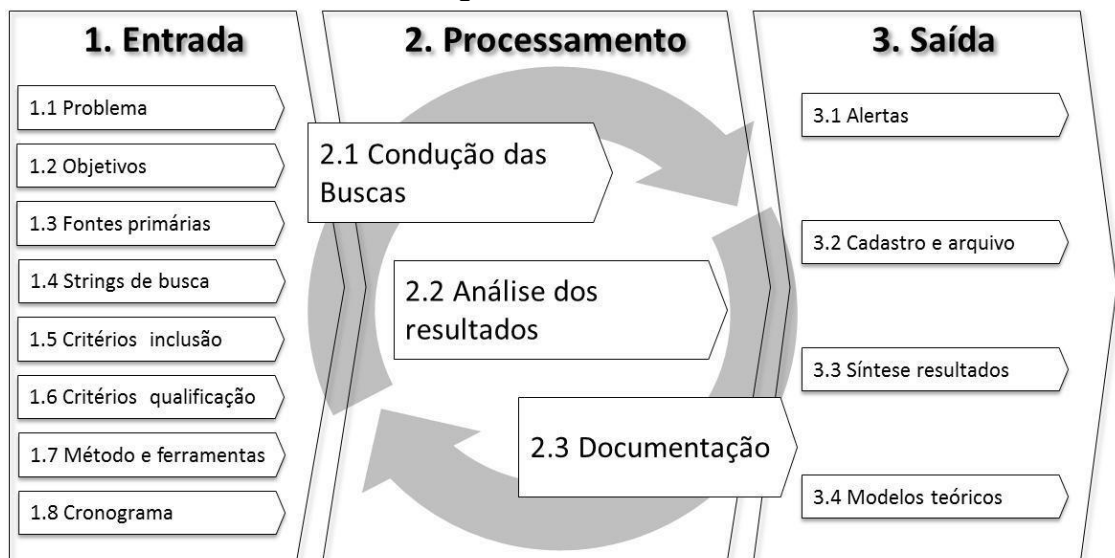 1. Entrada
1.1 Problema
1.2 Objetivos
1.3 Fontes primárias
1.4 Strings de busca
1.5 Critérios inclusão
1.6 Critérios qualificação
1.7 Método e ferramentas
1.8 Cronograma
2. Processamento
2.1 Condução das
Buscas
2.2 Análise dos
resultados
2.3 Documentação
3. Saída
3.1 Alertas
3.2 Cadastro e arquivo
3.3 Síntese resultados
3.4 Modelos teóricos